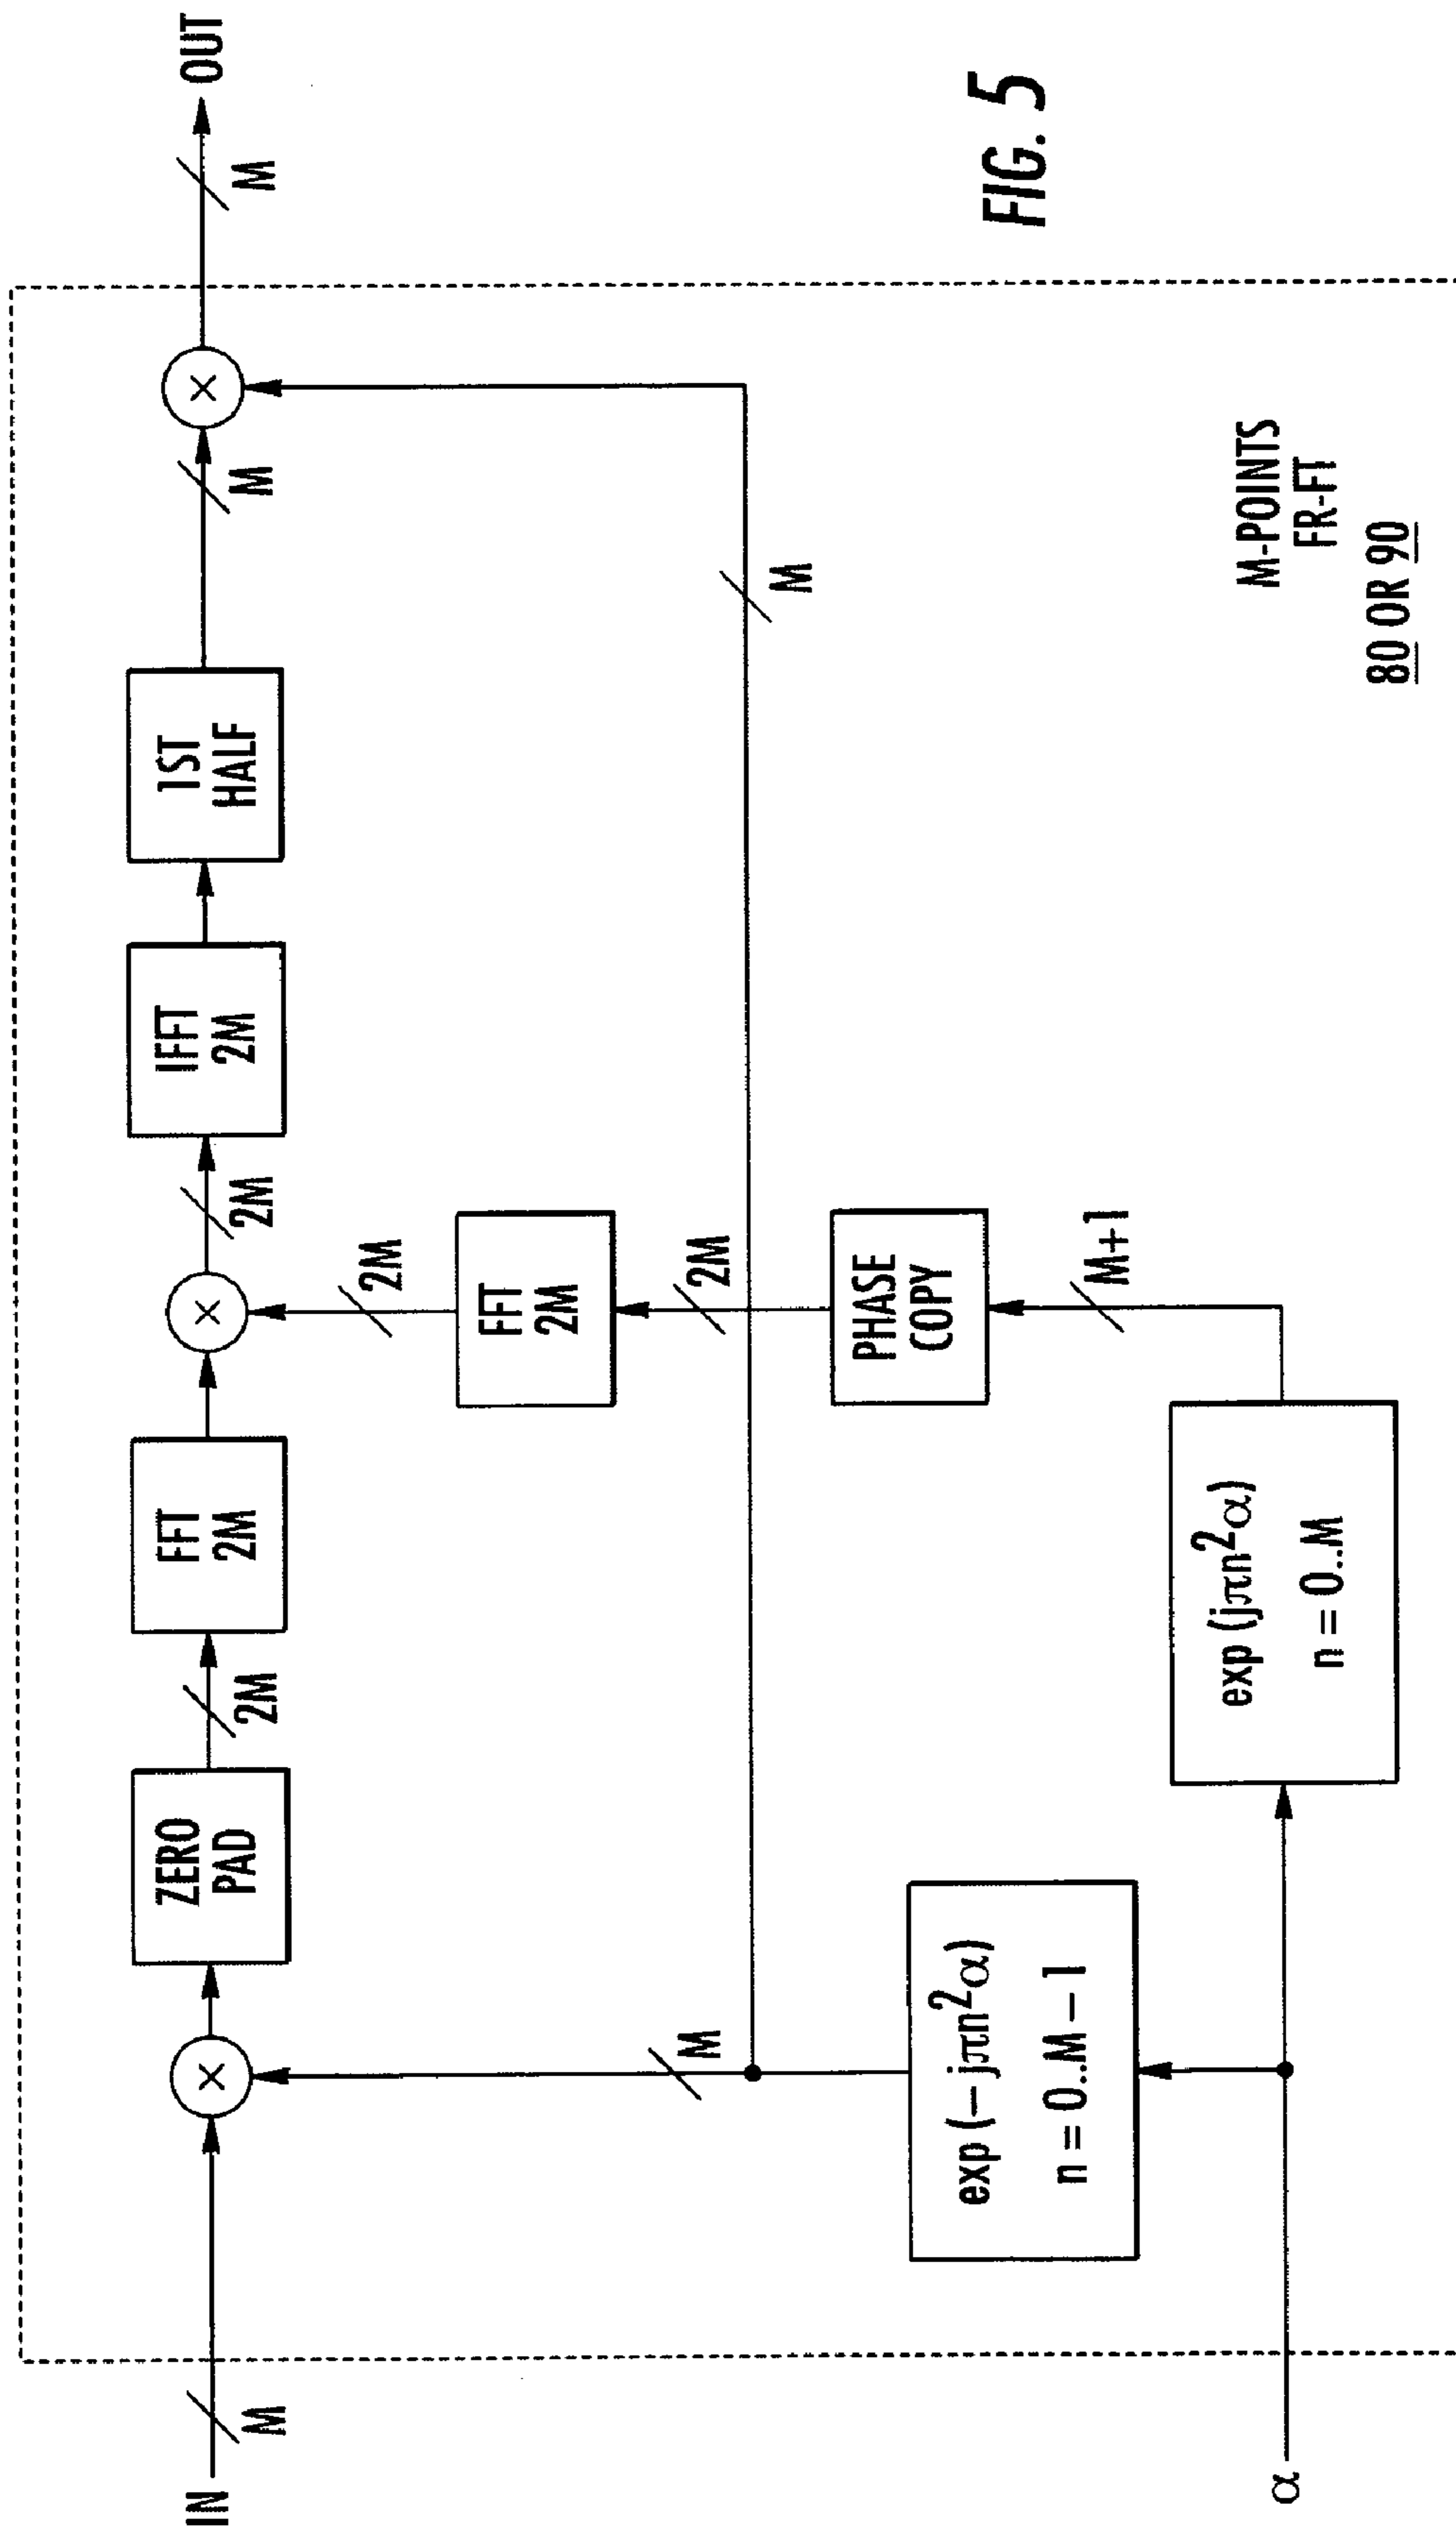 IN
M
ZERO
PAD
2M
FFT
2M
2M
IFFT
2M
1ST
HALF
M
M
OUT
2M
FFT
2M
2M
M
M
PHASE
COPY
M+1
exp (– jπn²α)
n = 0..M – 1
exp (jπn²α)
n = 0..M
α
M-POINTS
FR-FT
80 OR 90
FIG. 5